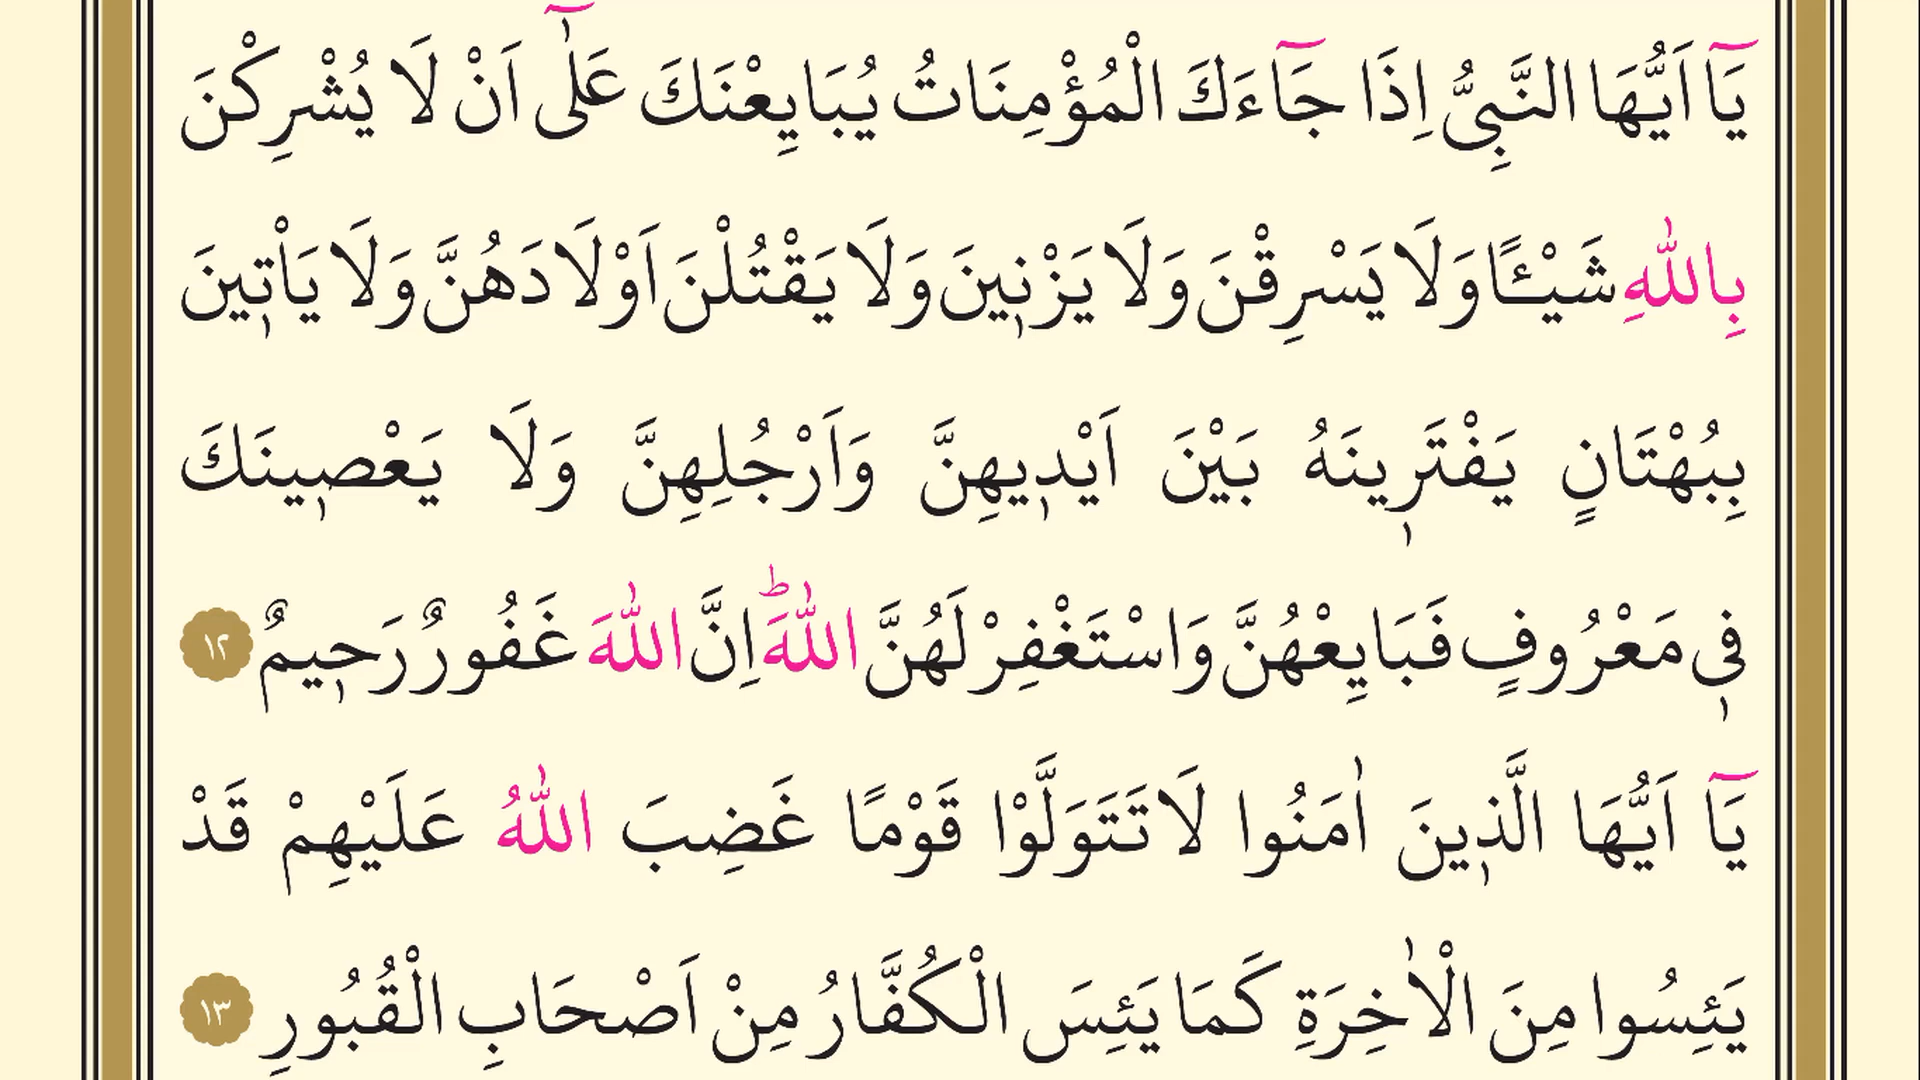 يَٓا اَيُّهَا النَّبِيُّ اِذَا جَٓاءَكَ الْمُؤْمِنَاتُ يُبَايِعْنَكَ عَلٰٓى اَنْ لَا يُشْرِكْنَ
بِاللّٰهِ شَيْـًٔا وَلَا يَسْرِقْنَ وَلَا يَزْن۪ينَ وَلَا يَقْتُلْنَ اَوْلَادَهُنَّ وَلَا يَأْت۪ينَ
بِبُهْتَانٍ يَفْتَر۪ينَهُ بَيْنَ اَيْد۪يهِنَّ وَاَرْجُلِهِنَّ وَلَا يَعْص۪ينَكَ
ف۪ي مَعْرُوفٍ فَبَايِعْهُنَّ وَاسْتَغْفِرْ لَهُنَّ اللّٰهَۜ اِنَّ اللّٰهَ غَفُورٌ رَح۪يمٌ ١٢
يَٓا اَيُّهَا الَّذ۪ينَ اٰمَنُوا لَا تَتَوَلَّوْا قَوْمًا غَضِبَ اللّٰهُ عَلَيْهِمْ قَدْ
يَئِسُوا مِنَ الْاٰخِرَةِ كَمَا يَئِسَ الْكُفَّارُ مِنْ اَصْحَابِ الْقُبُورِ ١٣